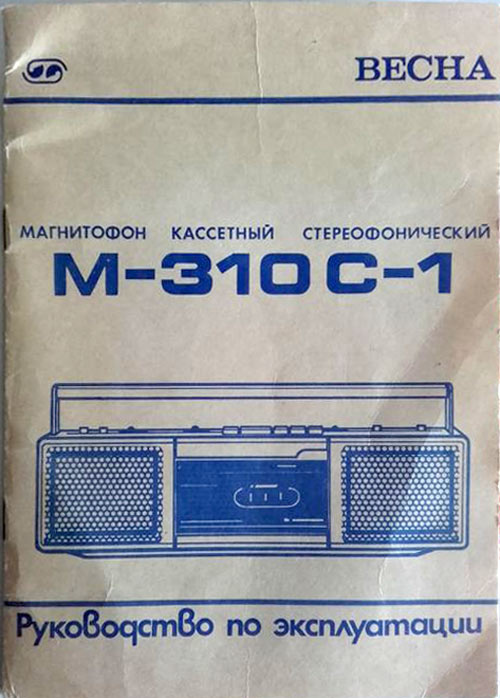 ВЕСНА
МАГНИТОФОН КАССЕТНЫЙ СТЕРЕОФОНИЧЕСКИЙ
М-310С-1
Руководство по эксплуатации